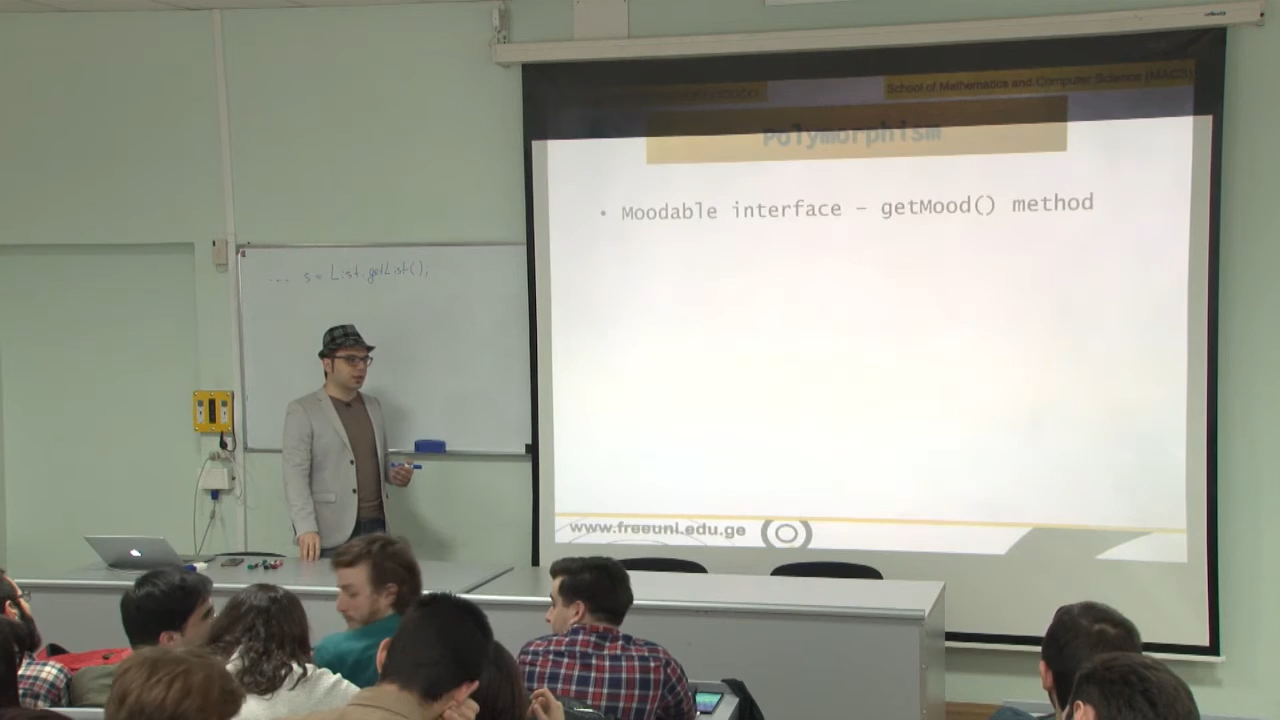 School of Mathematics and Computer Science (MACS)
Polymorphism
• Moodable interface – getMood() method
... s = List.getList();
www.freeuni.edu.ge